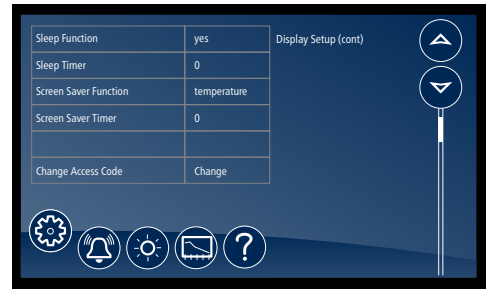 Sleep Function yes Display Setup (cont)
Sleep Timer 0
Screen Saver Function temperature
Screen Saver Timer 0
Change Access Code Change
?